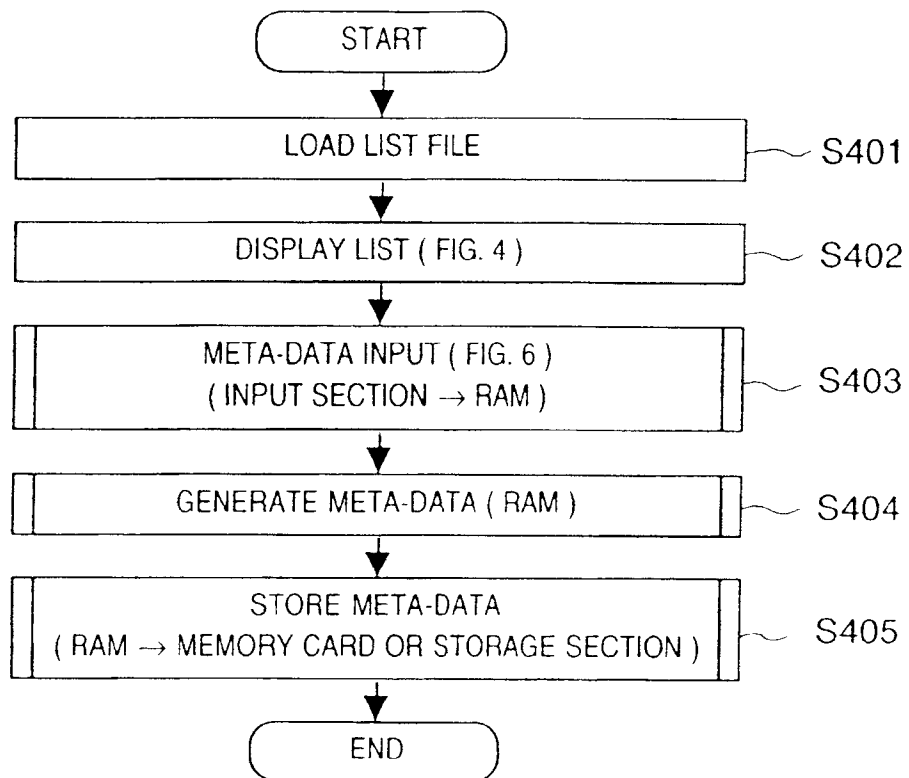 START
LOAD LIST FILE
S401
DISPLAY LIST ( FIG. 4 )
S402
META-DATA INPUT ( FIG. 6 )
( INPUT SECTION → RAM )
S403
GENERATE META-DATA ( RAM )
S404
STORE META-DATA
( RAM → MEMORY CARD OR STORAGE SECTION )
S405
END